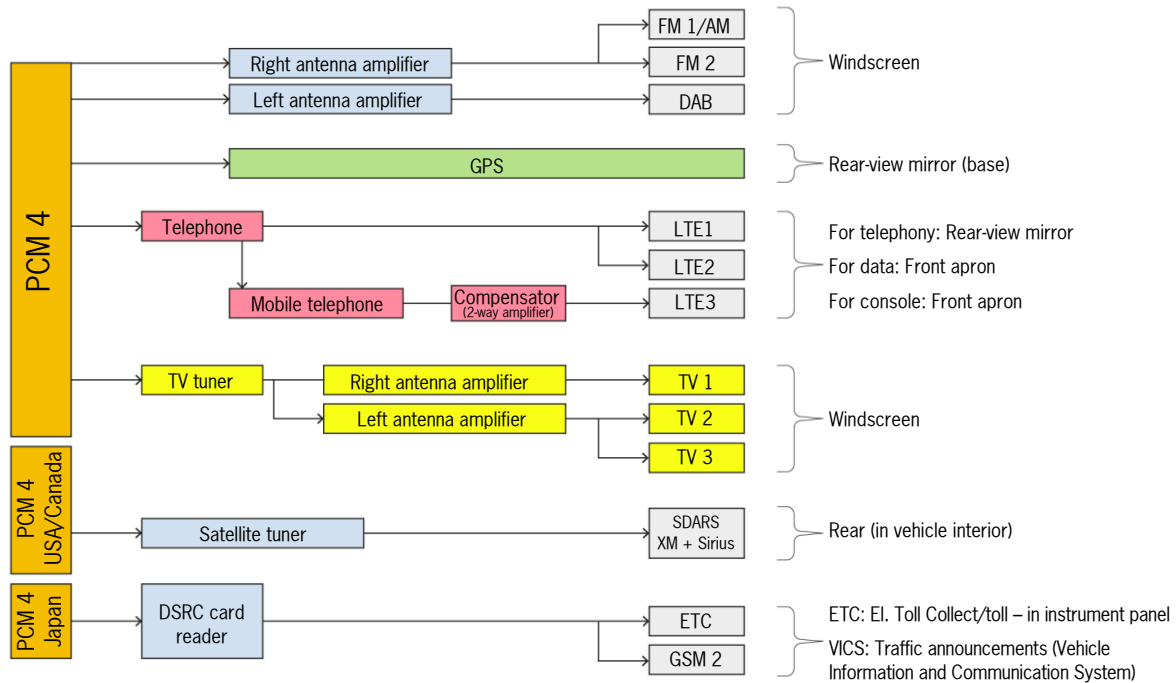 FM 1/AM
Right antenna amplifier
FM 2
Windscreen
Left antenna amplifier
DAB
PCM 4
GPS
Rear-view mirror (base)
Telephone
LTE1
For telephony: Rear-view mirror
LTE2
For data: Front apron
Mobile telephone
Compensator
(2-way amplifier)
LTE3
For console: Front apron
TV tuner
Right antenna amplifier
TV 1
Left antenna amplifier
TV 2
Windscreen
TV 3
PCM 4
USA/Canada
Satellite tuner
SDARS
XM + Sirius
Rear (in vehicle interior)
PCM 4
Japan
DSRC card
reader
ETC
ETC: El. Toll Collect/toll – in instrument panel
GSM 2
VICS: Traffic announcements (Vehicle
Information and Communication System)